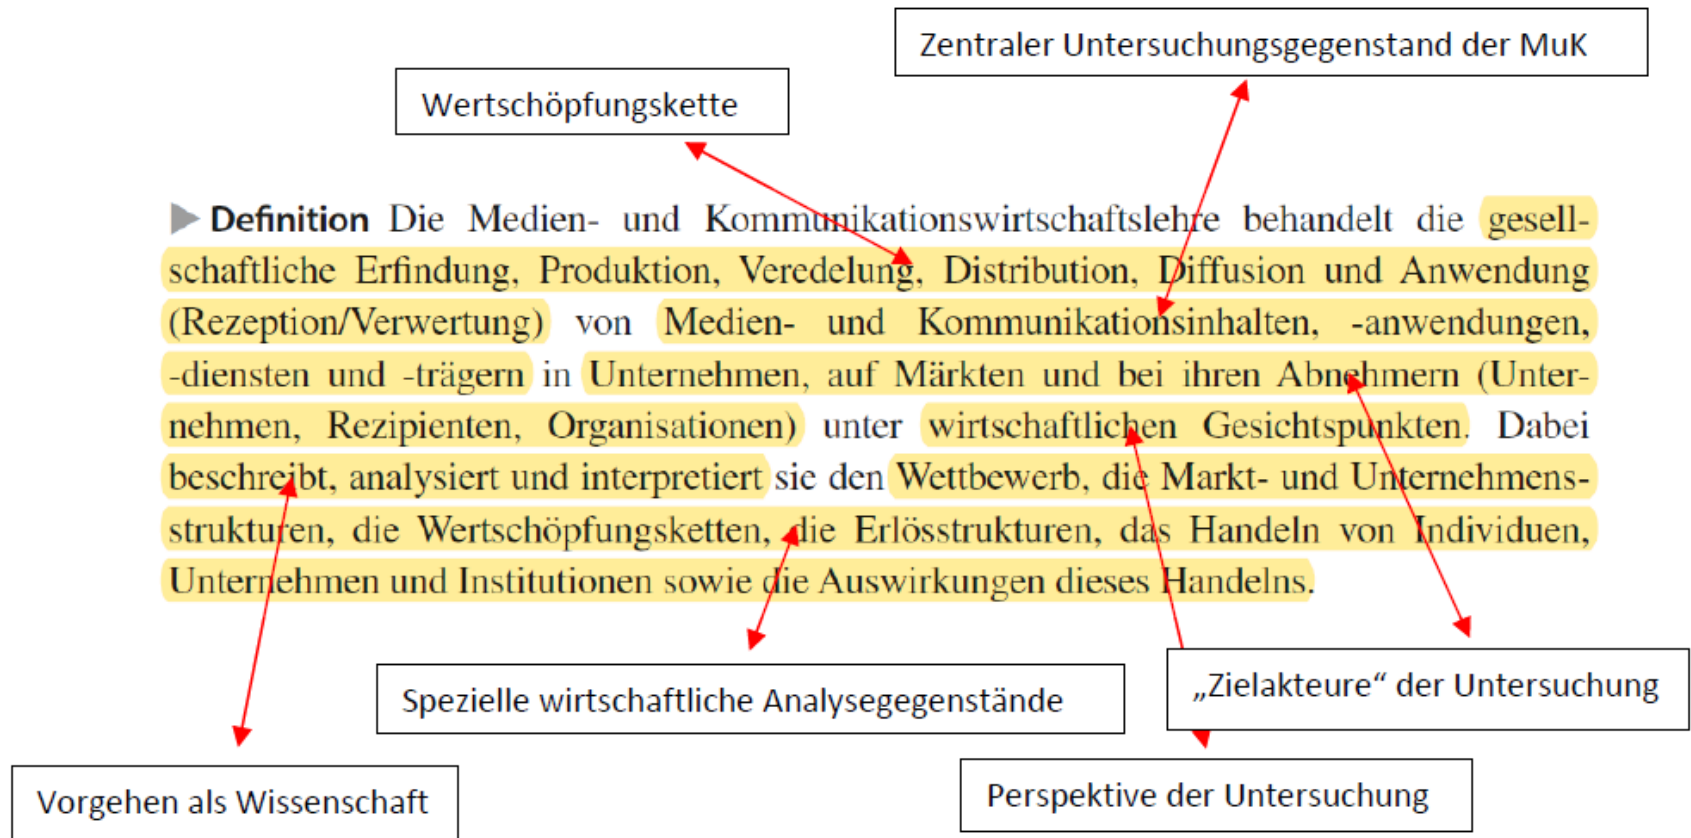 Zentraler Untersuchungsgegenstand der MuK
Wertschöpfungskette
▶ Definition Die Medien- und Kommunikationswirtschaftslehre behandelt die gesell-
schaftliche Erfindung, Produktion, Veredelung, Distribution, Diffusion und Anwendung
(Rezeption/Verwertung) von Medien- und Kommunikationsinhalten, -anwendungen,
-diensten und -trägern in Unternehmen, auf Märkten und bei ihren Abnehmern (Unter-
nehmen, Rezipienten, Organisationen) unter wirtschaftlichen Gesichtspunkten. Dabei
beschreibt, analysiert und interpretiert sie den Wettbewerb, die Markt- und Unternehmens-
strukturen, die Wertschöpfungsketten, die Erlösstrukturen, das Handeln von Individuen,
Unternehmen und Institutionen sowie die Auswirkungen dieses Handelns.
Spezielle wirtschaftliche Analysegegenstände
„Zielakteure“ der Untersuchung
Vorgehen als Wissenschaft
Perspektive der Untersuchung